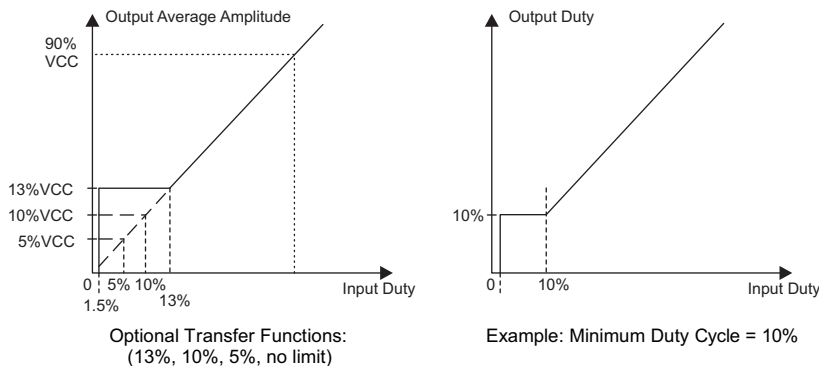 Output Average Amplitude
90%
VCC
13%VCC
10%VCC
5%VCC
0
5%
10%
1.5%
13%
Input Duty
Optional Transfer Functions:
(13%, 10%, 5%, no limit)
Output Duty
10%
0
10%
Input Duty
Example: Minimum Duty Cycle = 10%